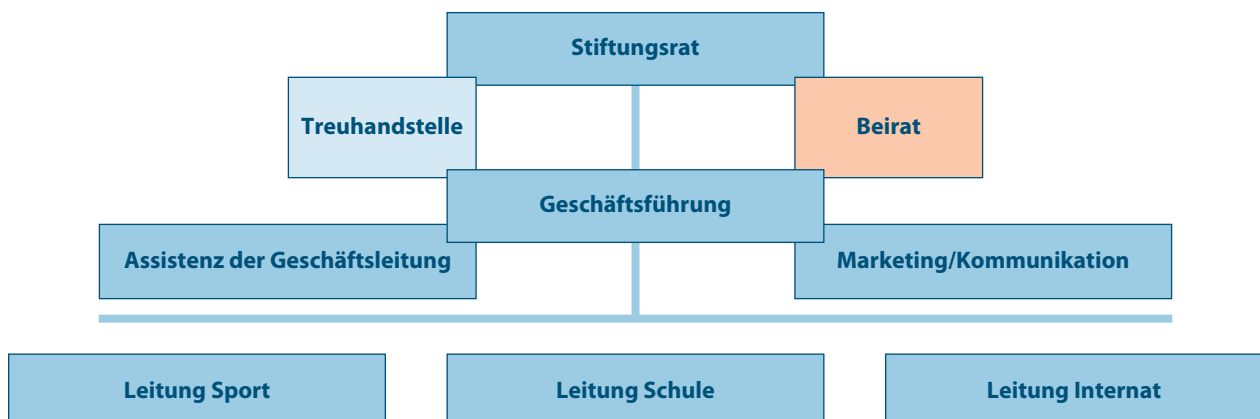 Stiftungsrat
Treuhandstelle
Beirat
Geschäftsführung
Assistenz der Geschäftsleitung
Marketing/Kommunikation
Leitung Sport
Leitung Schule
Leitung Internat